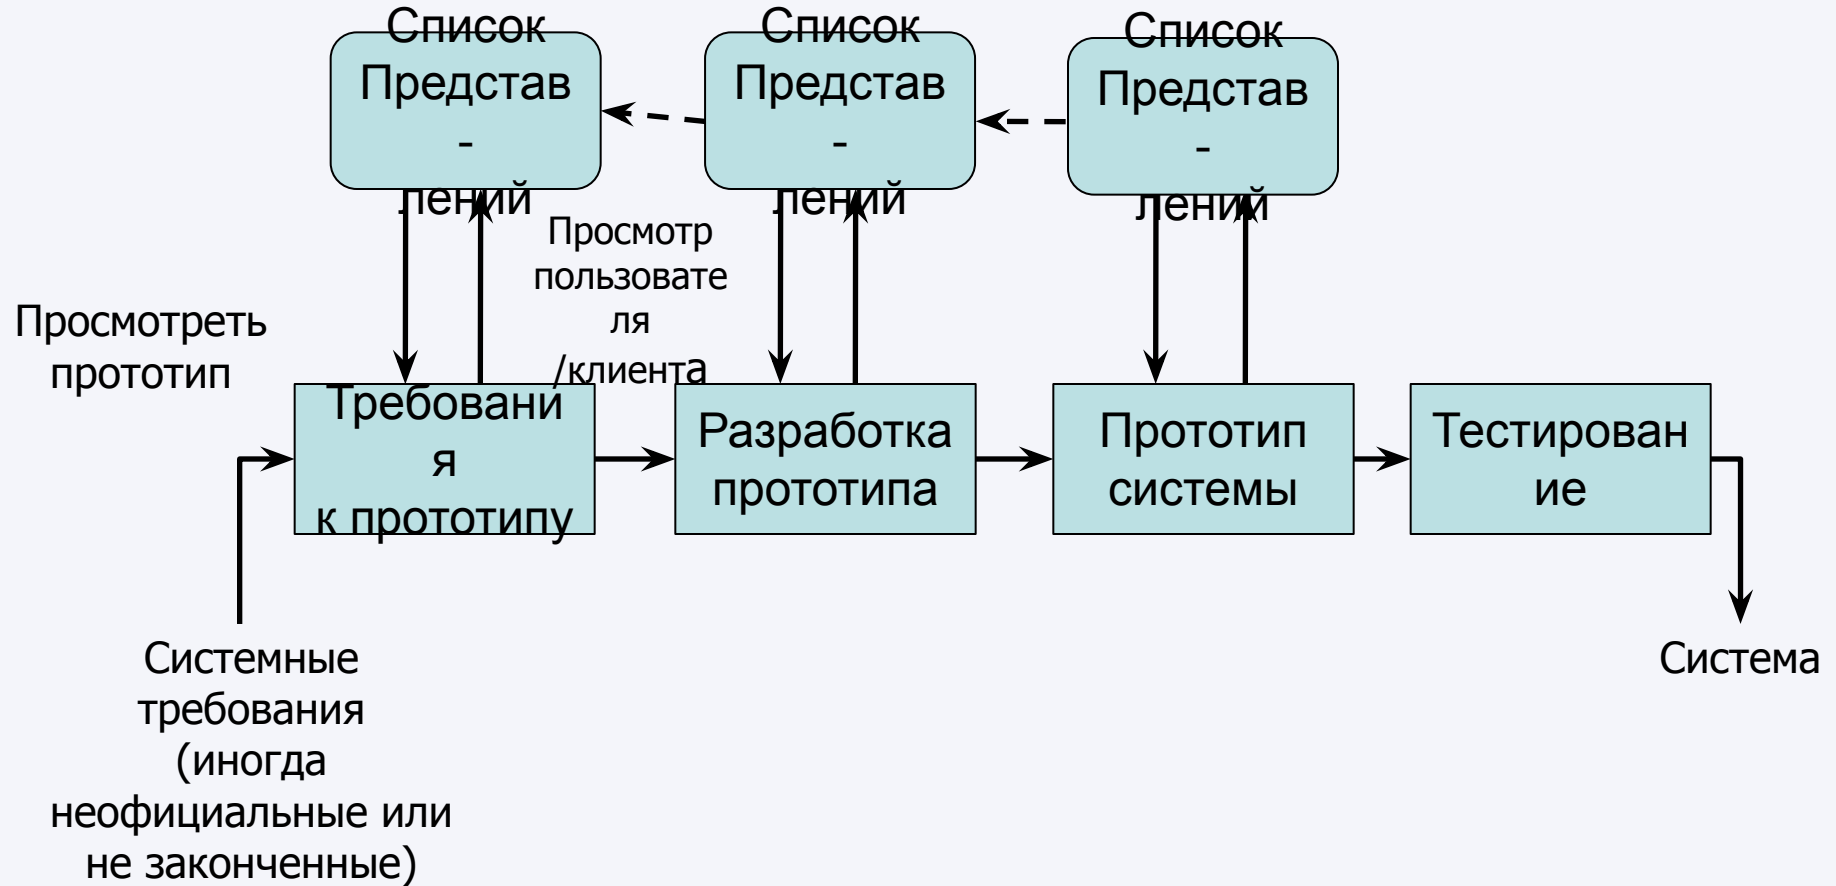 Список
Представ
-
лений
Список
Представ
-
лений
Список
Представ
-
лений
Просмотреть
прототип
Просмотр
пользовате
ля
/клиента
Требовани
я
к прототипу
Разработка
прототипа
Прототип
системы
Тестирован
ие
Системные
требования
(иногда
неофициальные или
не законченные)
Система